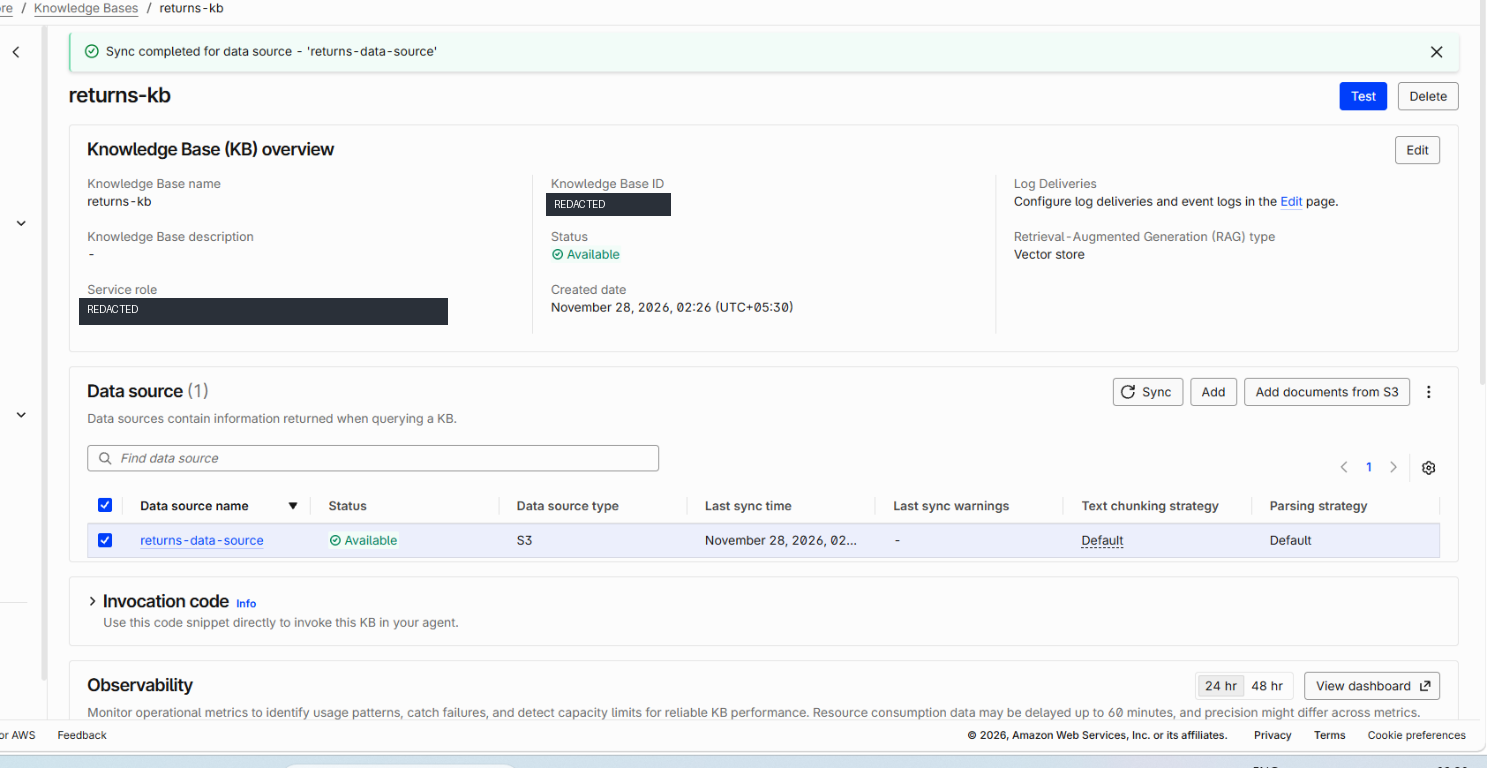 re / Knowledge Bases / returns-kb
Sync completed for data source - 'returns-data-source'
returns-kb
Test
Delete
Knowledge Base (KB) overview
Edit
Knowledge Base name
returns-kb
Knowledge Base description
-
Service role
REDACTED
Knowledge Base ID
REDACTED
Status
Available
Created date
November 28, 2026, 02:26 (UTC+05:30)
Log Deliveries
Configure log deliveries and event logs in the Edit page.
Retrieval-Augmented Generation (RAG) type
Vector store
Data source (1)
Sync
Add
Add documents from S3
Data sources contain information returned when querying a KB.
Find data source
1
Data source name Status Data source type Last sync time Last sync warnings Text chunking strategy Parsing strategy
returns-data-source Available S3 November 28, 2026, 02... - Default Default
Invocation code Info
Use this code snippet directly to invoke this KB in your agent.
Observability
24 hr 48 hr
View dashboard
Monitor operational metrics to identify usage patterns, catch failures, and detect capacity limits for reliable KB performance. Resource consumption data may be delayed up to 60 minutes, and precision might differ across metrics.
or AWS Feedback © 2026, Amazon Web Services, Inc. or its affiliates. Privacy Terms Cookie preferences